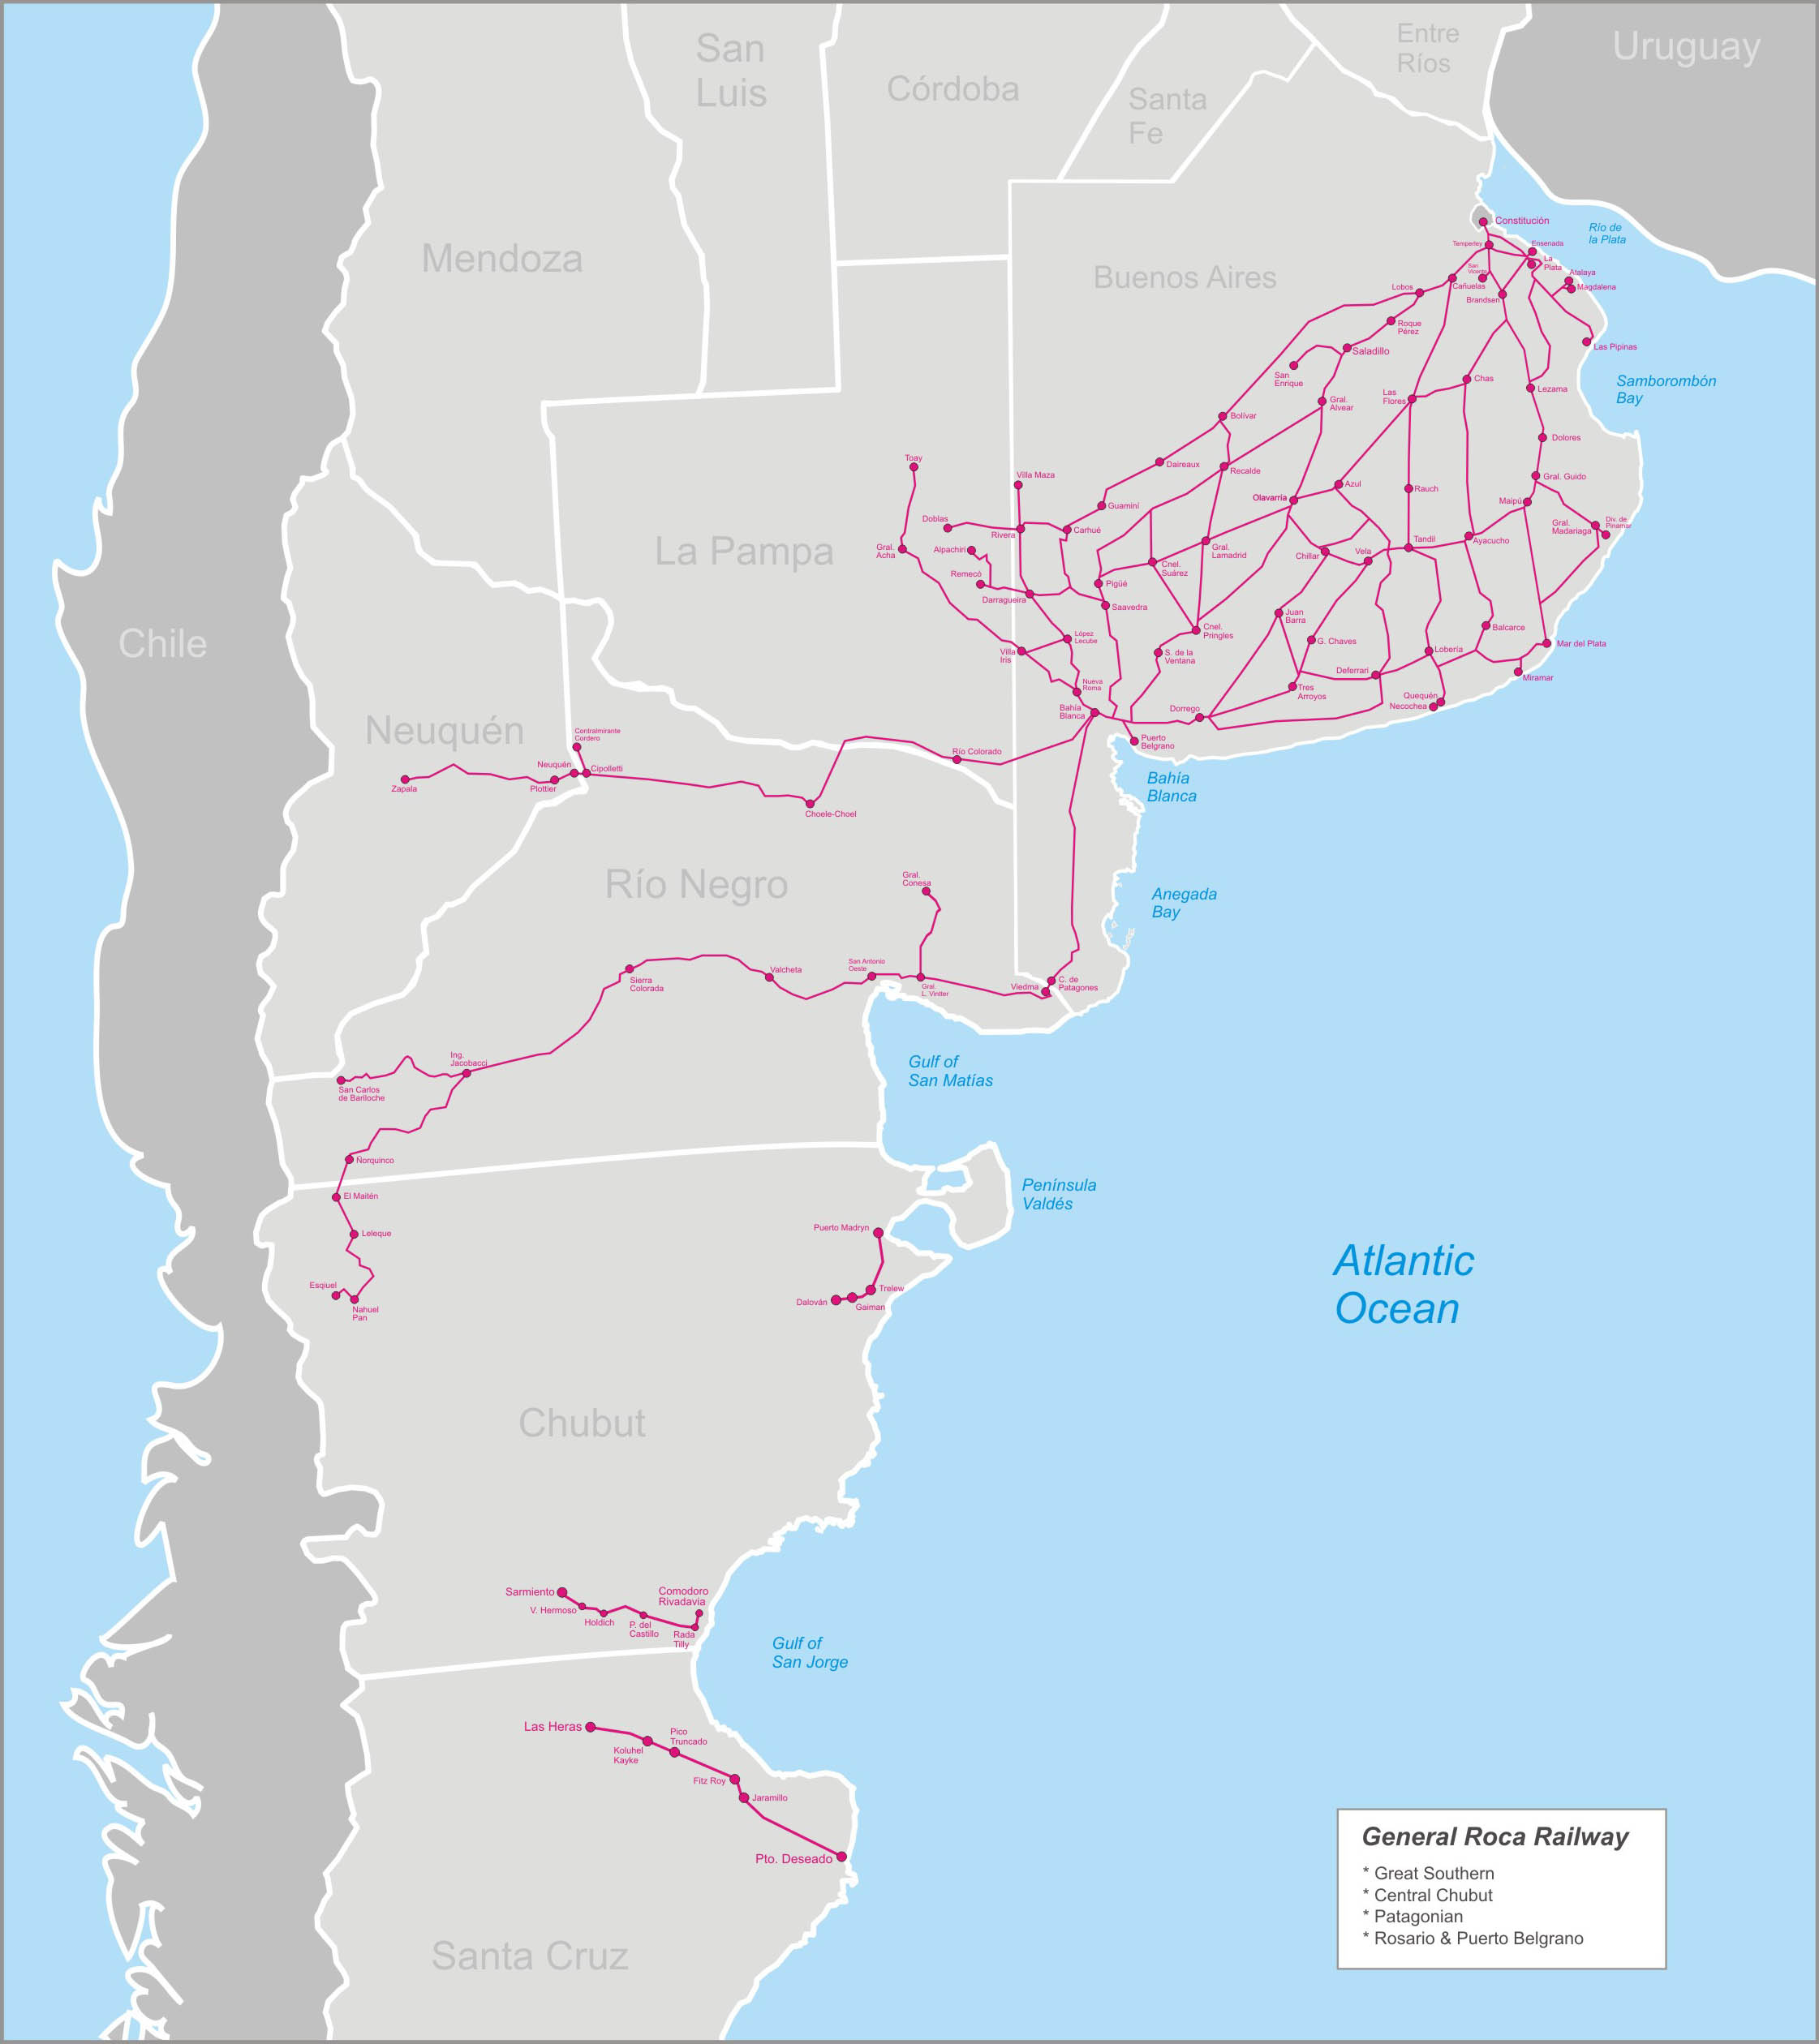 San
Luis
Córdoba
Santa
Fe
Entre
Ríos
Uruguay
Mendoza
Buenos Aires
La Pampa
Chile
Neuquén
Río Negro
Chubut
Santa Cruz
Constitución
Río de
la Plata
Temperley
Ensenada
La
Plata
San
Vicente
Atalaya
Magdalena
Cañuelas
Brandsen
Lobos
Roque
Pérez
Las Pipinas
Saladillo
San
Enrique
Samborombón
Bay
Chas
Lezama
Las
Flores
Gral.
Alvear
Bolívar
Dolores
Toay
Villa Maza
Daireaux
Recalde
Gral. Guido
Azul
Rauch
Olavarría
Maipú
Guaminí
Doblas
Rivera
Carhué
Gral.
Madariaga
Div. de
Pinamar
Gral.
Acha
Alpachiri
Gral.
Lamadrid
Chillar
Vela
Tandil
Ayacucho
Remecó
Cnel.
Suárez
Pigüé
Darragueira
Saavedra
Juan
Barra
Cnel.
Pringles
Balcarce
López
Lecube
G. Chaves
Mar del Plata
Villa
Iris
S. de la
Ventana
Lobería
Deferrari
Miramar
Nueva
Roma
Tres
Arroyos
Quequén
Necochea
Bahía
Blanca
Dorrego
Puerto
Belgrano
Contralmirante
Cordero
Río Colorado
Neuquén
Cipolletti
Zapala
Plottier
Choele-Choel
Bahía
Blanca
Gral.
Conesa
Anegada
Bay
San Antonio
Oeste
Valcheta
Sierra
Colorada
Gral.
L. Vintter
Viedma
C. de
Patagones
Ing.
Jacobacci
Gulf of
San Matías
San Carlos
de Bariloche
Ñorquinco
El Maitén
Península
Valdés
Leleque
Puerto Madryn
Esqiuel
Nahuel
Pan
Trelew
Dalován
Gaiman
Atlantic
Ocean
Sarmiento
V. Hermoso
Holdich
P. del
Castillo
Comodoro
Rivadavia
Rada
Tilly
Gulf of
San Jorge
Las Heras
Koluhel
Kayke
Pico
Truncado
Fitz Roy
Jaramillo
Pto. Deseado
General Roca Railway
* Great Southern
* Central Chubut
* Patagonian
* Rosario & Puerto Belgrano